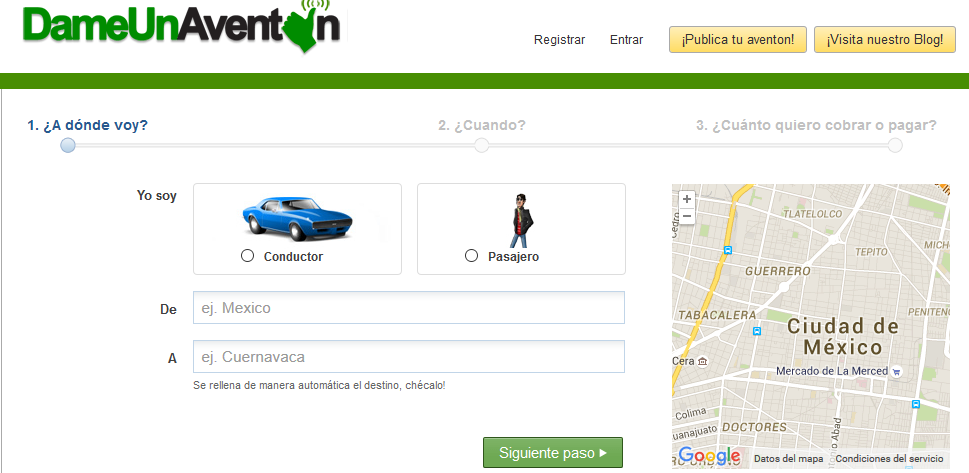 DameUnAventón
Registrar
Entrar
¡Publica tu aventon!
¡Visita nuestro Blog!
1. ¿A dónde voy?
2. ¿Cuando?
3. ¿Cuánto quiero cobrar o pagar?
Yo soy
Conductor
Pasajero
De
ej. Mexico
A
ej. Cuernavaca
Se rellena de manera automática el destino, chécalo!
Siguiente paso
+
−
Cedro
TLATELOLCO
TEPITO
MICH
GUERRERO
PENITENC
TABACALERA
Ciudad de
México
Cera
Mercado de La Merced
Colima
uanajuato
DOCTORES
Abad
Google
Datos del mapa
Condiciones del servicio